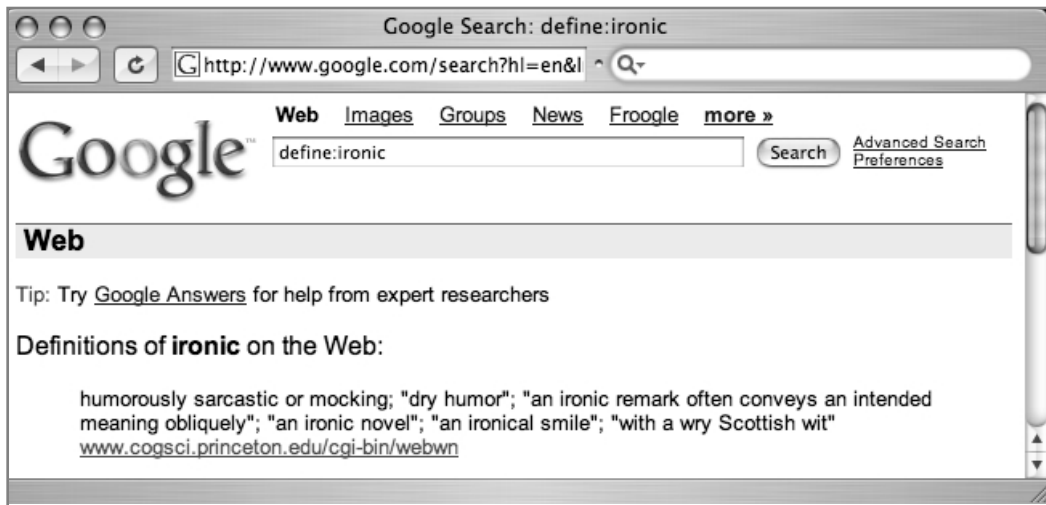 Google Search: define:ironic
G http://www.google.com/search?hl=en&l
Web Images Groups News Froogle more »
Google™
define:ironic Search Advanced Search
Preferences
Web
Tip: Try Google Answers for help from expert researchers
Definitions of ironic on the Web:
humorously sarcastic or mocking; "dry humor"; "an ironic remark often conveys an intended
meaning obliquely"; "an ironic novel"; "an ironical smile"; "with a wry Scottish wit"
www.cogsci.princeton.edu/cgi-bin/webwn